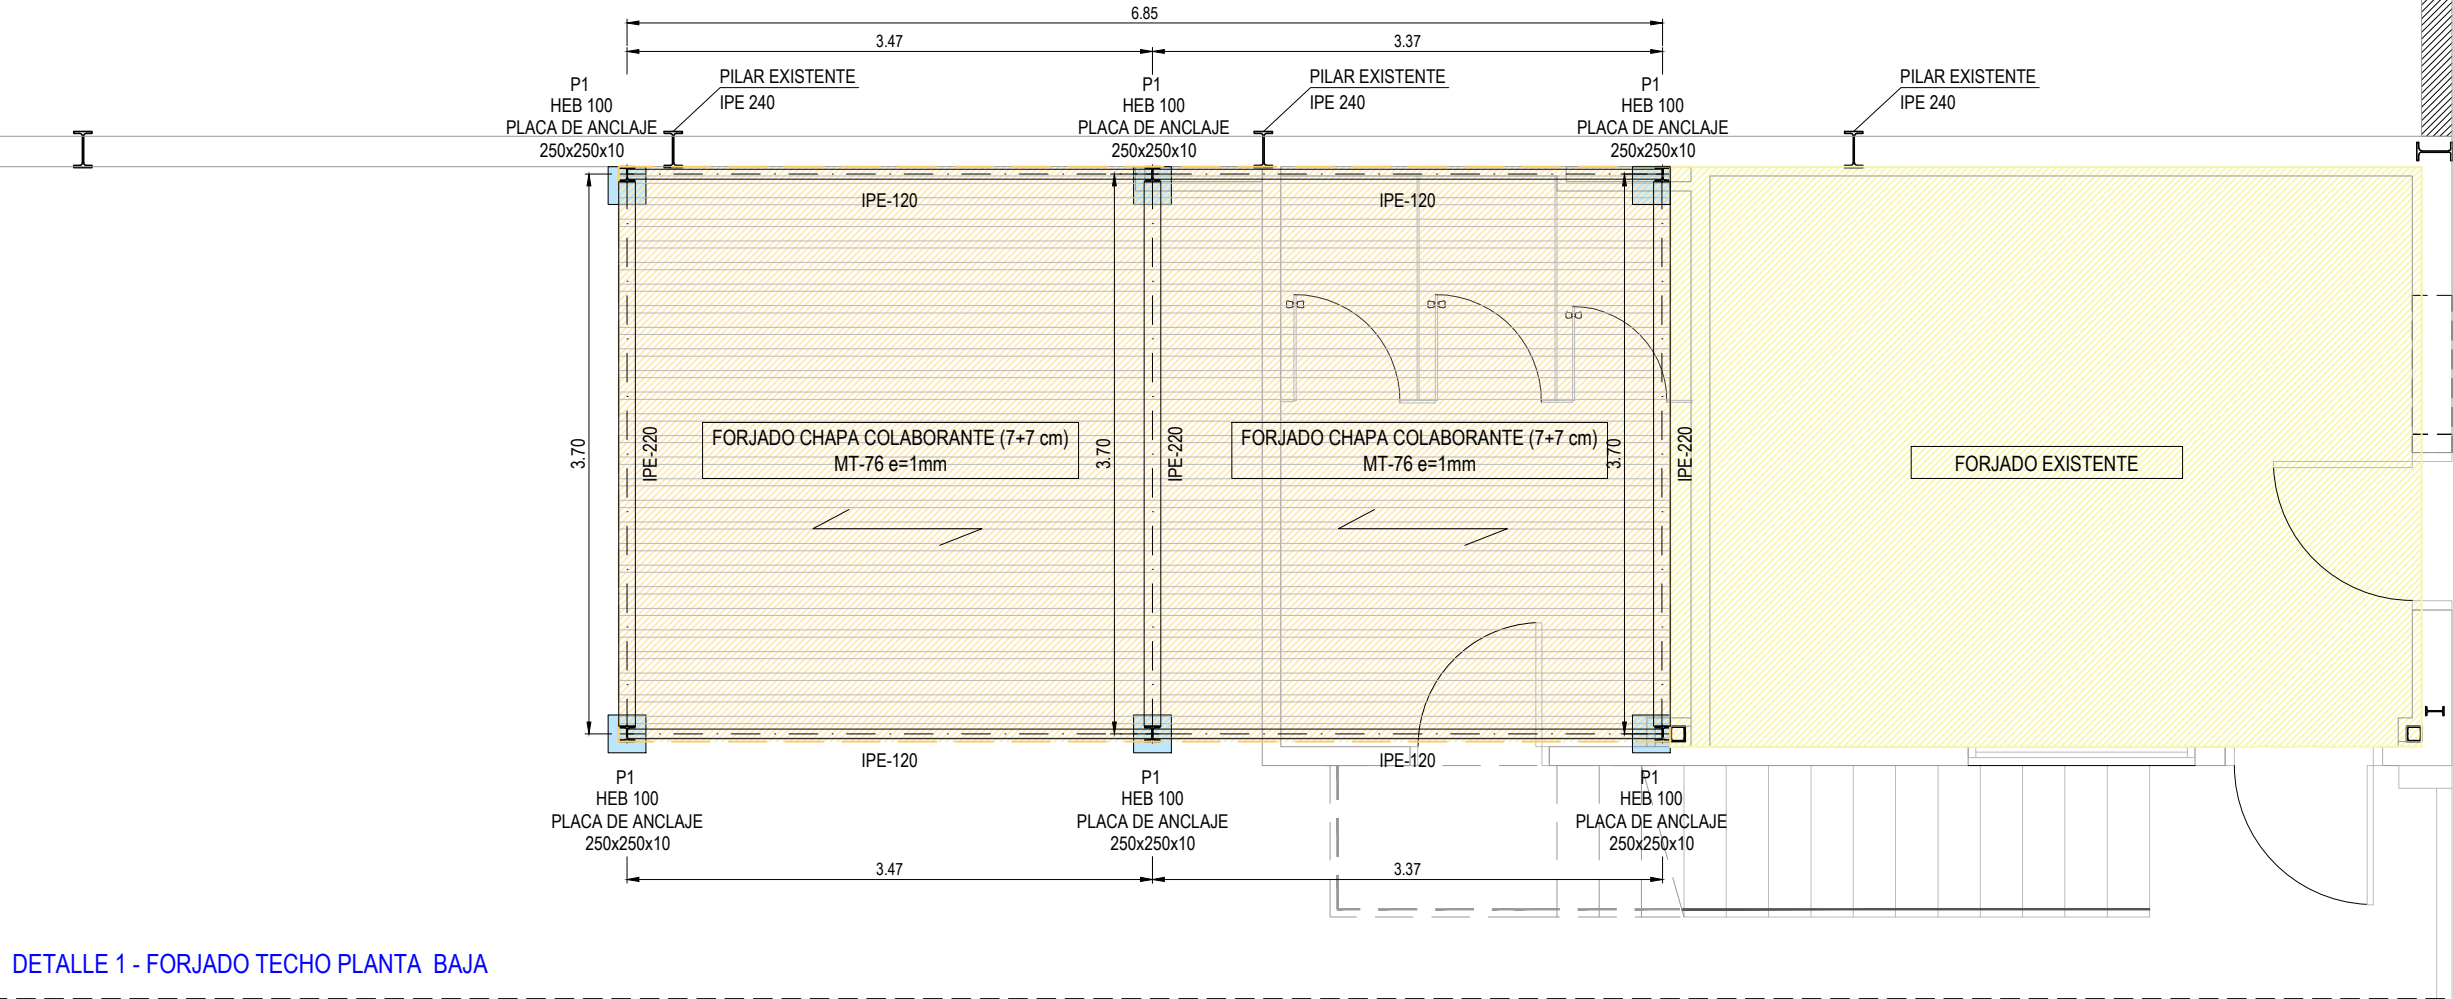 6.85
3.47
3.37
P1
HEB 100
PLACA DE ANCLAJE
250x250x10
PILAR EXISTENTE
IPE 240
P1
HEB 100
PLACA DE ANCLAJE
250x250x10
PILAR EXISTENTE
IPE 240
P1
HEB 100
PLACA DE ANCLAJE
250x250x10
PILAR EXISTENTE
IPE 240
IPE-120
IPE-120
3.70
IPE-220
FORJADO CHAPA COLABORANTE (7+7 cm)
MT-76 e=1mm
3.70
IPE-220
FORJADO CHAPA COLABORANTE (7+7 cm)
MT-76 e=1mm
3.70
IPE-220
FORJADO EXISTENTE
IPE-120
IPE-120
P1
HEB 100
PLACA DE ANCLAJE
250x250x10
P1
HEB 100
PLACA DE ANCLAJE
250x250x10
P1
HEB 100
PLACA DE ANCLAJE
250x250x10
3.47
3.37
DETALLE 1 - FORJADO TECHO PLANTA BAJA